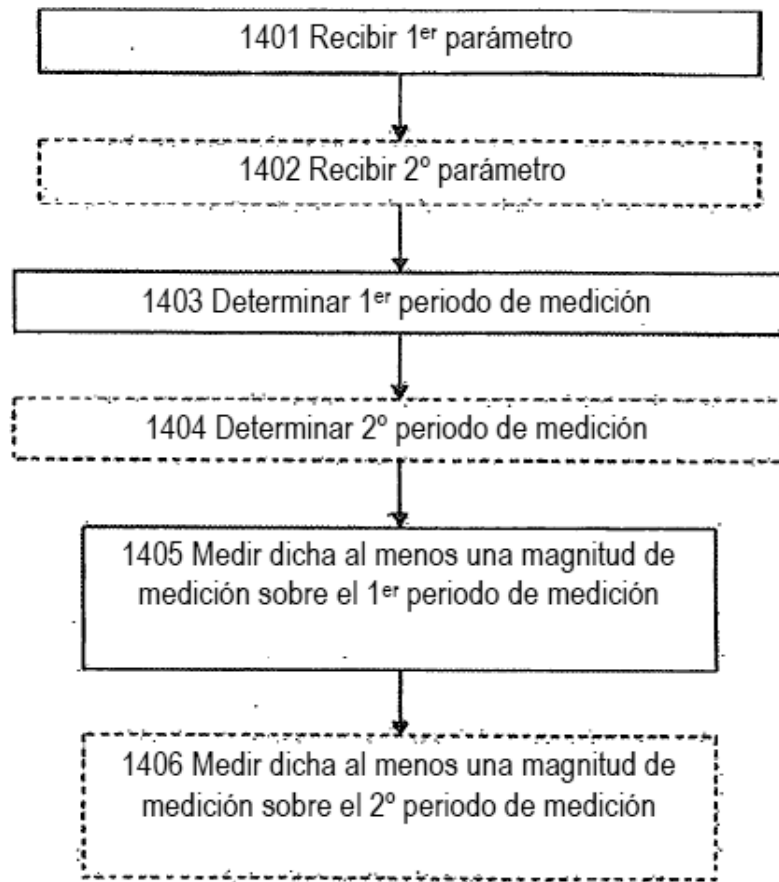 1401 Recibir 1er parámetro
1402 Recibir 2º parámetro
1403 Determinar 1er periodo de medición
1404 Determinar 2º periodo de medición
1405 Medir dicha al menos una magnitud de
medición sobre el 1er periodo de medición
1406 Medir dicha al menos una magnitud de
medición sobre el 2º periodo de medición